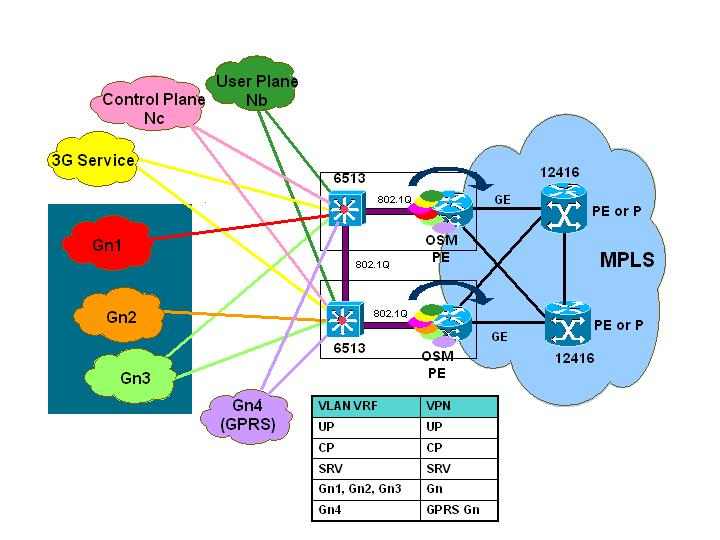 User Plane
Nb
Control Plane
Nc
3G Service
Gn1
Gn2
Gn3
Gn4
(GPRS)
6513
802.1Q
OSM
PE
GE
12416
PE or P
802.1Q
MPLS
802.1Q
6513
OSM
PE
GE
PE or P
12416
VLAN VRF VPN
UP UP
CP CP
SRV SRV
Gn1, Gn2, Gn3 Gn
Gn4 GPRS Gn